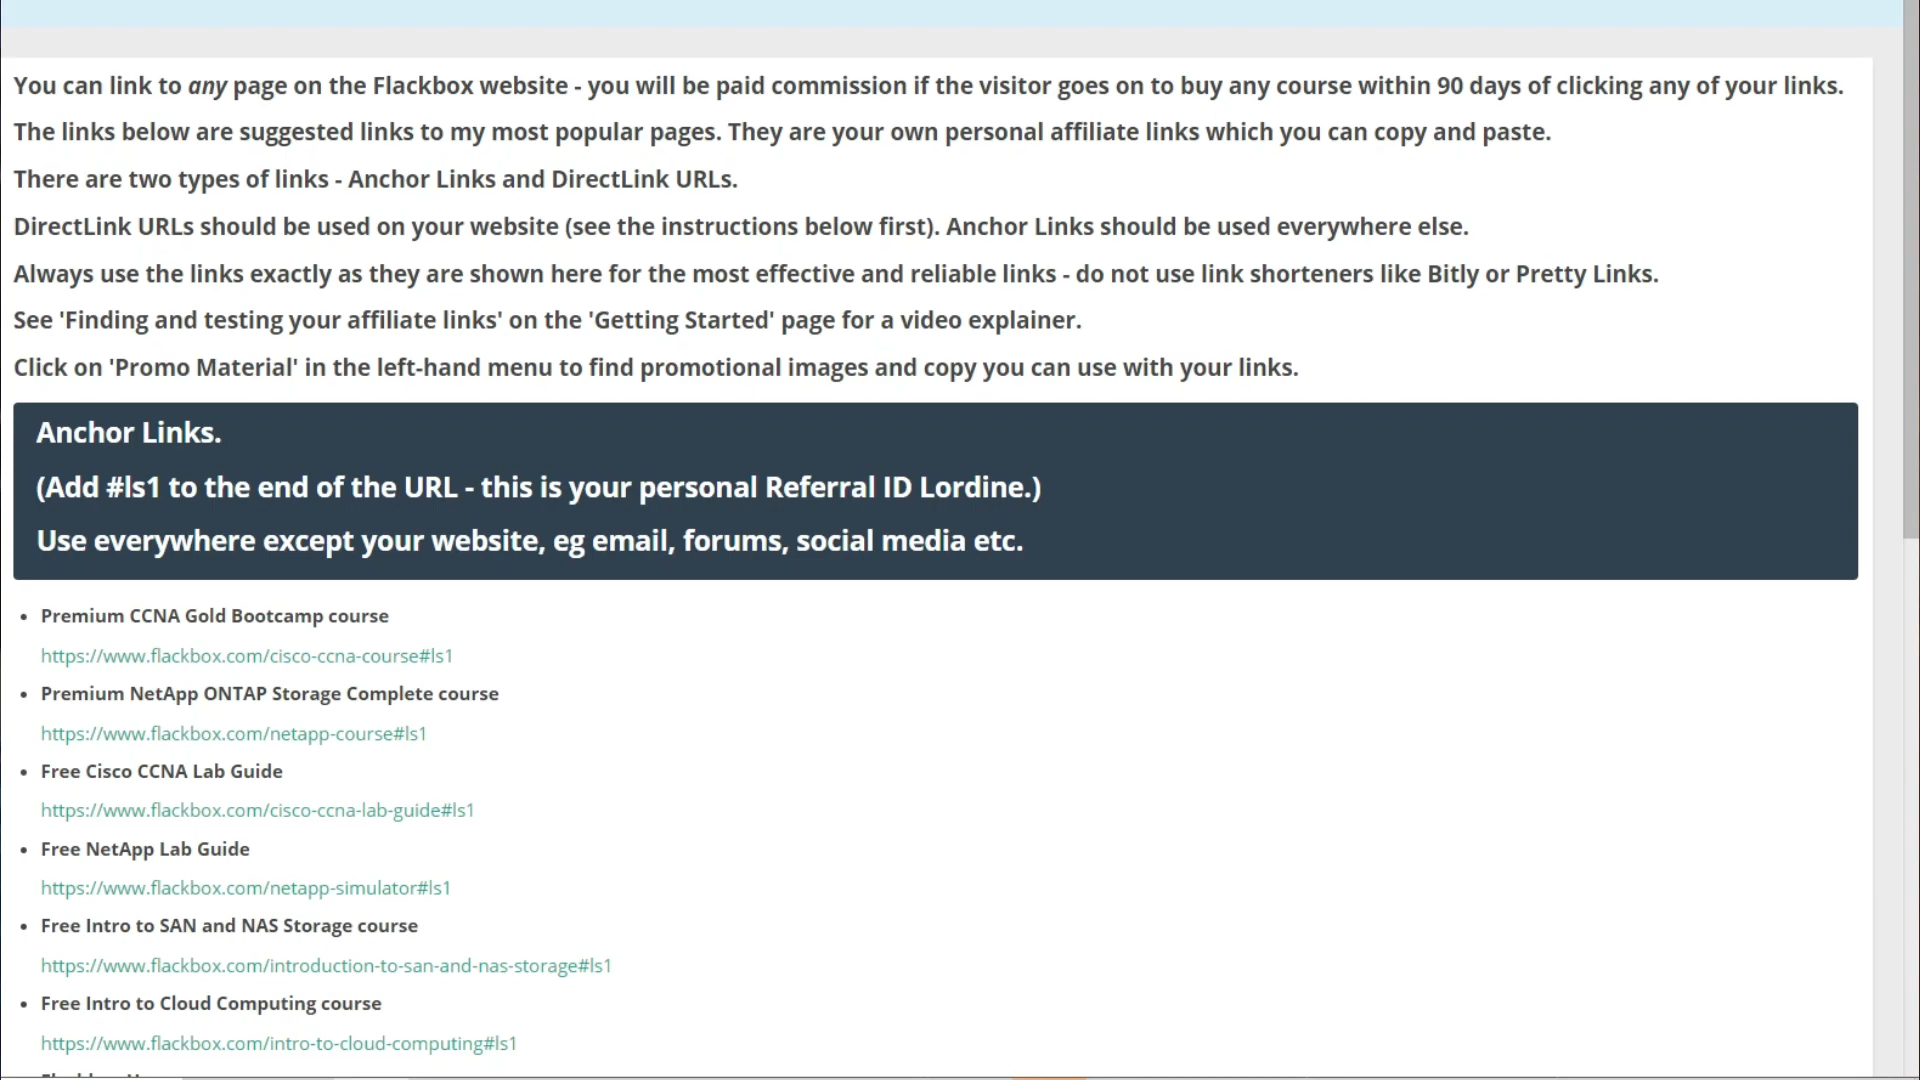 You can link to any page on the Flackbox website - you will be paid commission if the visitor goes on to buy any course within 90 days of clicking any of your links.
The links below are suggested links to my most popular pages. They are your own personal affiliate links which you can copy and paste.
There are two types of links - Anchor Links and DirectLink URLs.
DirectLink URLs should be used on your website (see the instructions below first). Anchor Links should be used everywhere else.
Always use the links exactly as they are shown here for the most effective and reliable links - do not use link shorteners like Bitly or Pretty Links.
See 'Finding and testing your affiliate links' on the 'Getting Started' page for a video explainer.
Click on 'Promo Material' in the left-hand menu to find promotional images and copy you can use with your links.
Anchor Links.
(Add #ls1 to the end of the URL - this is your personal Referral ID Lordine.)
Use everywhere except your website, eg email, forums, social media etc.
• Premium CCNA Gold Bootcamp course
https://www.flackbox.com/cisco-ccna-course#ls1
• Premium NetApp ONTAP Storage Complete course
https://www.flackbox.com/netapp-course#ls1
• Free Cisco CCNA Lab Guide
https://www.flackbox.com/cisco-ccna-lab-guide#ls1
• Free NetApp Lab Guide
https://www.flackbox.com/netapp-simulator#ls1
• Free Intro to SAN and NAS Storage course
https://www.flackbox.com/introduction-to-san-and-nas-storage#ls1
• Free Intro to Cloud Computing course
https://www.flackbox.com/intro-to-cloud-computing#ls1